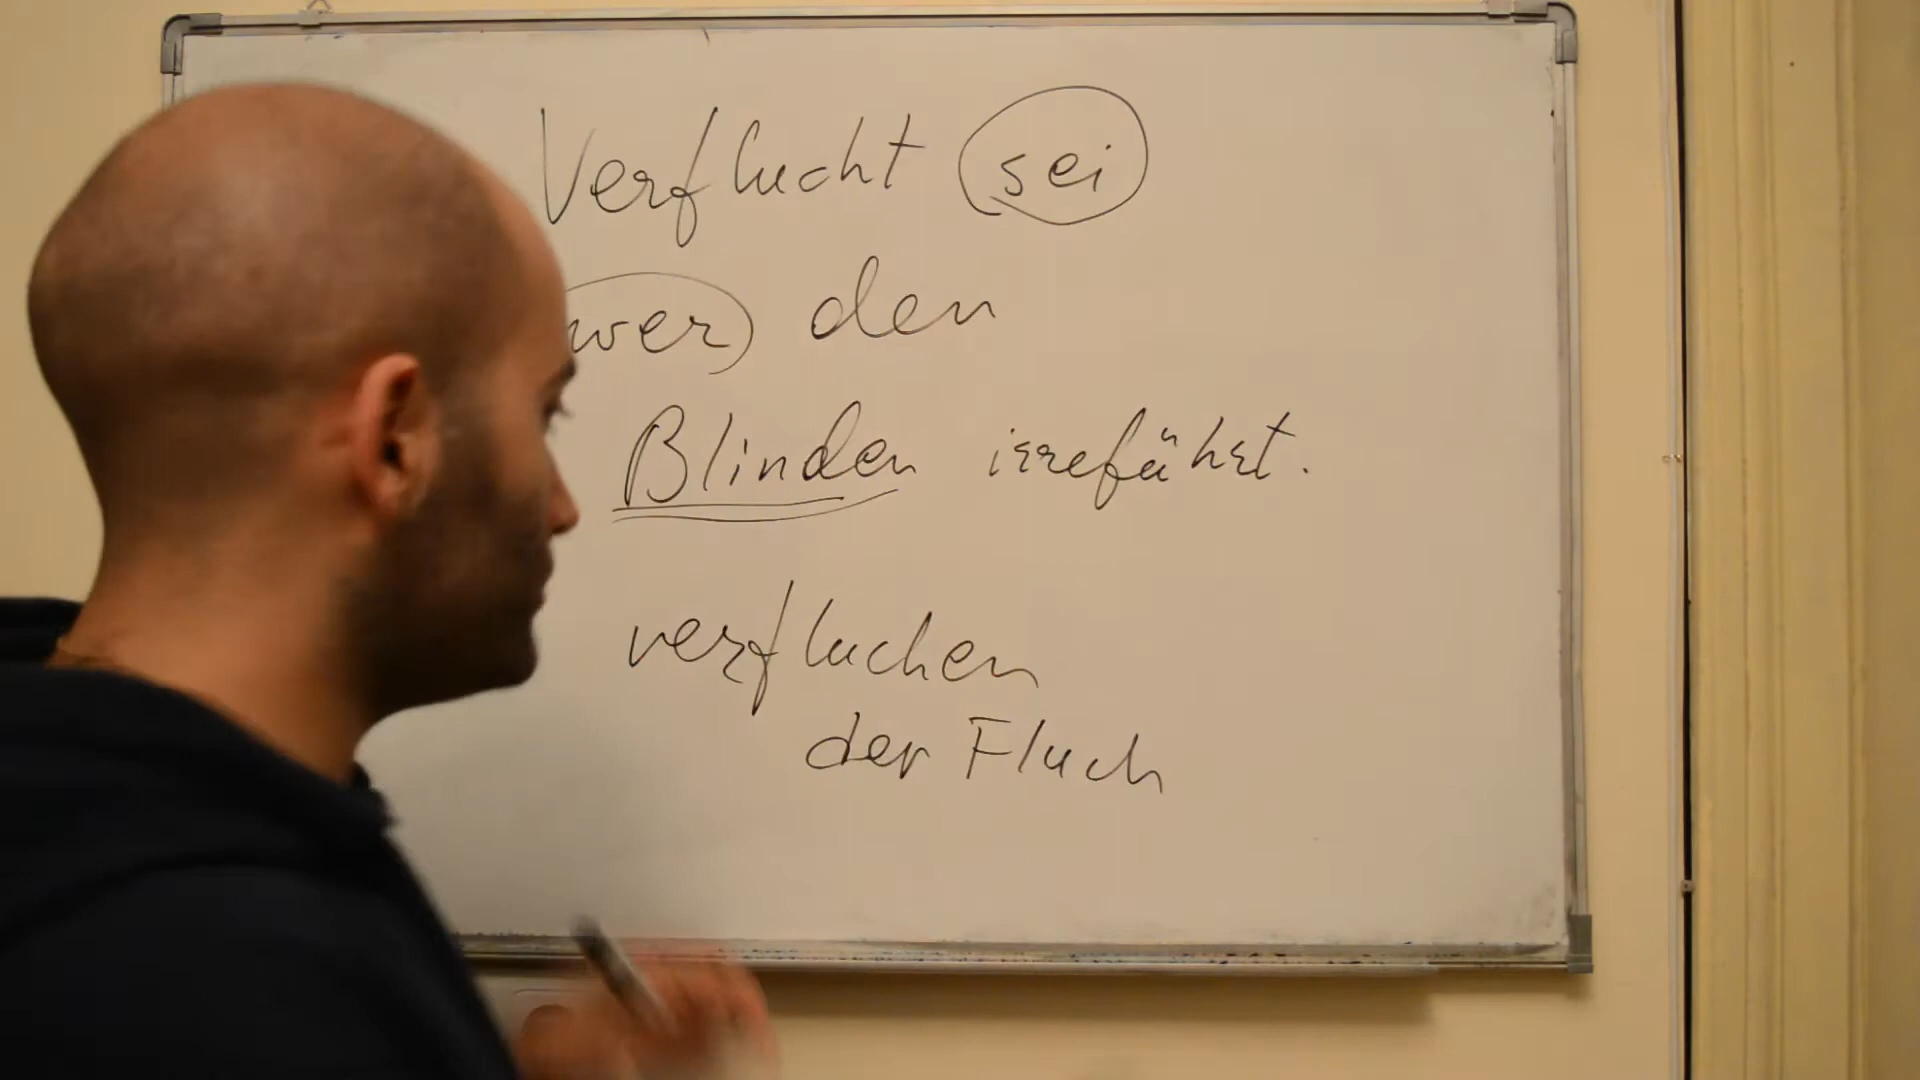 Verflucht sei
wer den
Blinden irreführt.
verfluchen
der Fluch